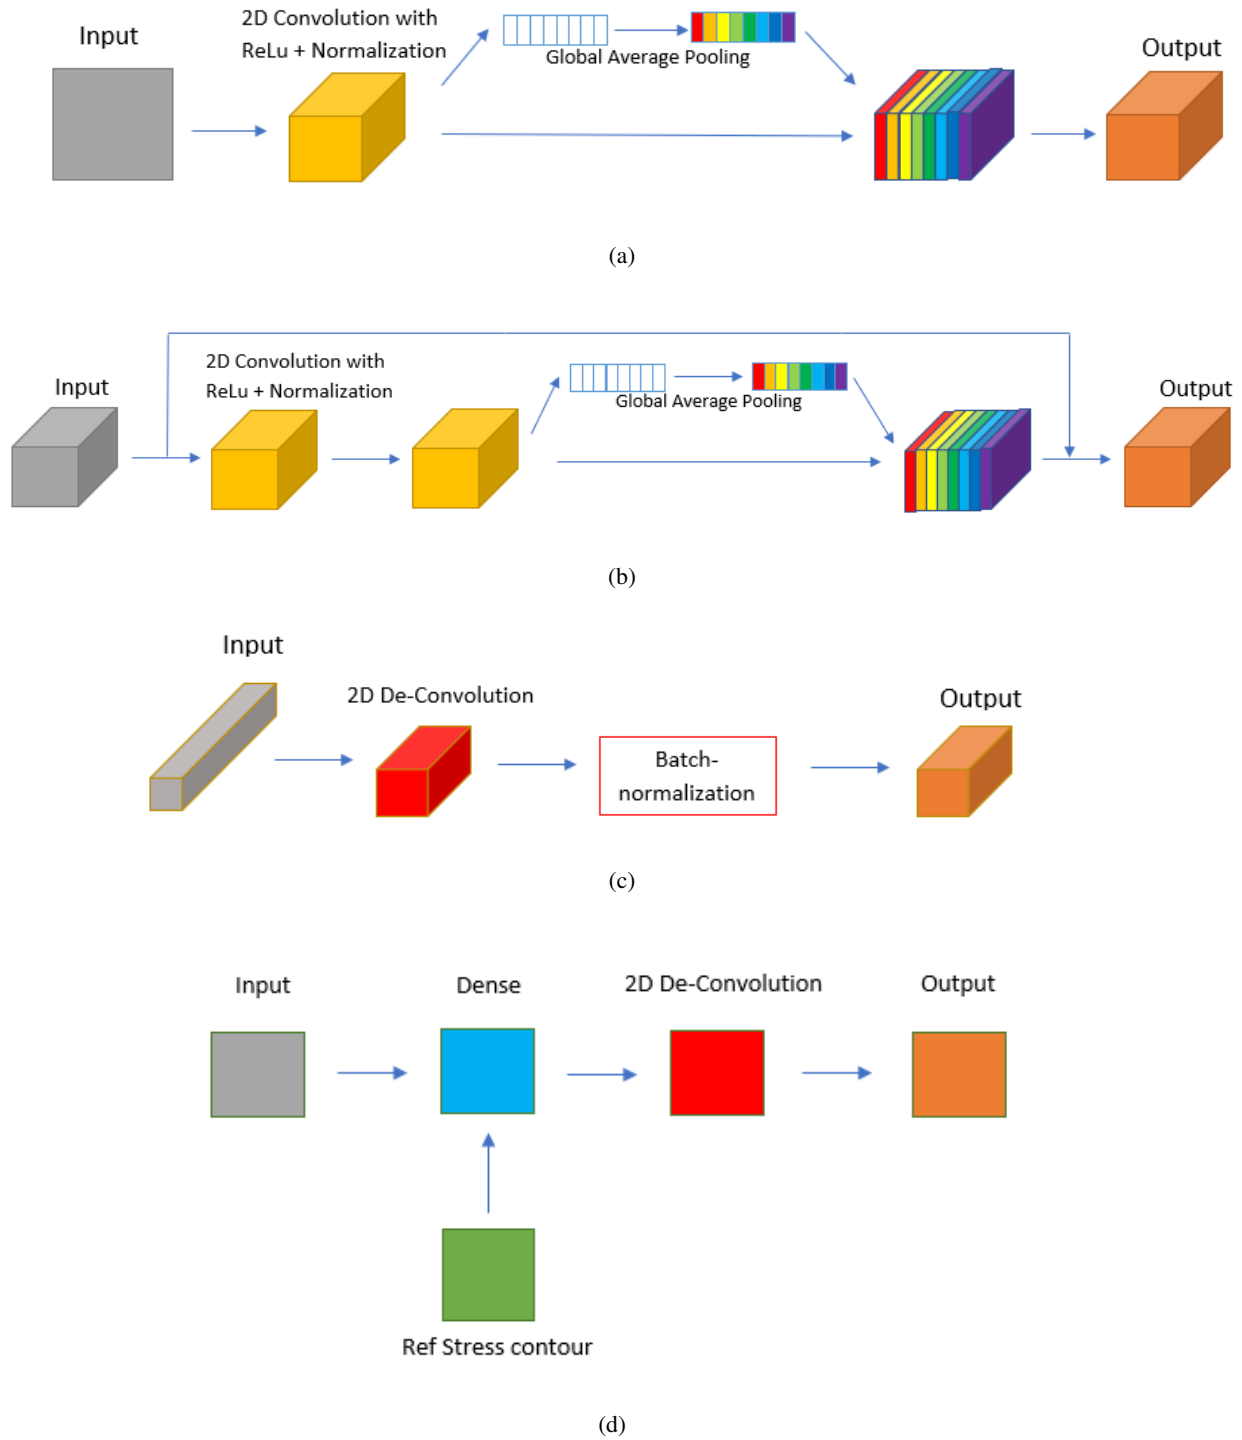 Input
2D Convolution with
ReLu + Normalization
Global Average Pooling
Output
(a)
Input
2D Convolution with
ReLu + Normalization
Global Average Pooling
Output
(b)
Input
2D De-Convolution
Batch-
normalization
Output
(c)
Input
Dense
2D De-Convolution
Output
Ref Stress contour
(d)